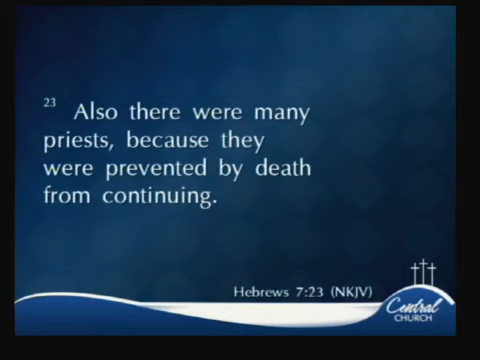 23 Also there were many
priests, because they
were prevented by death
from continuing.
Hebrews 7:23 (NKJV)
Central
CHURCH